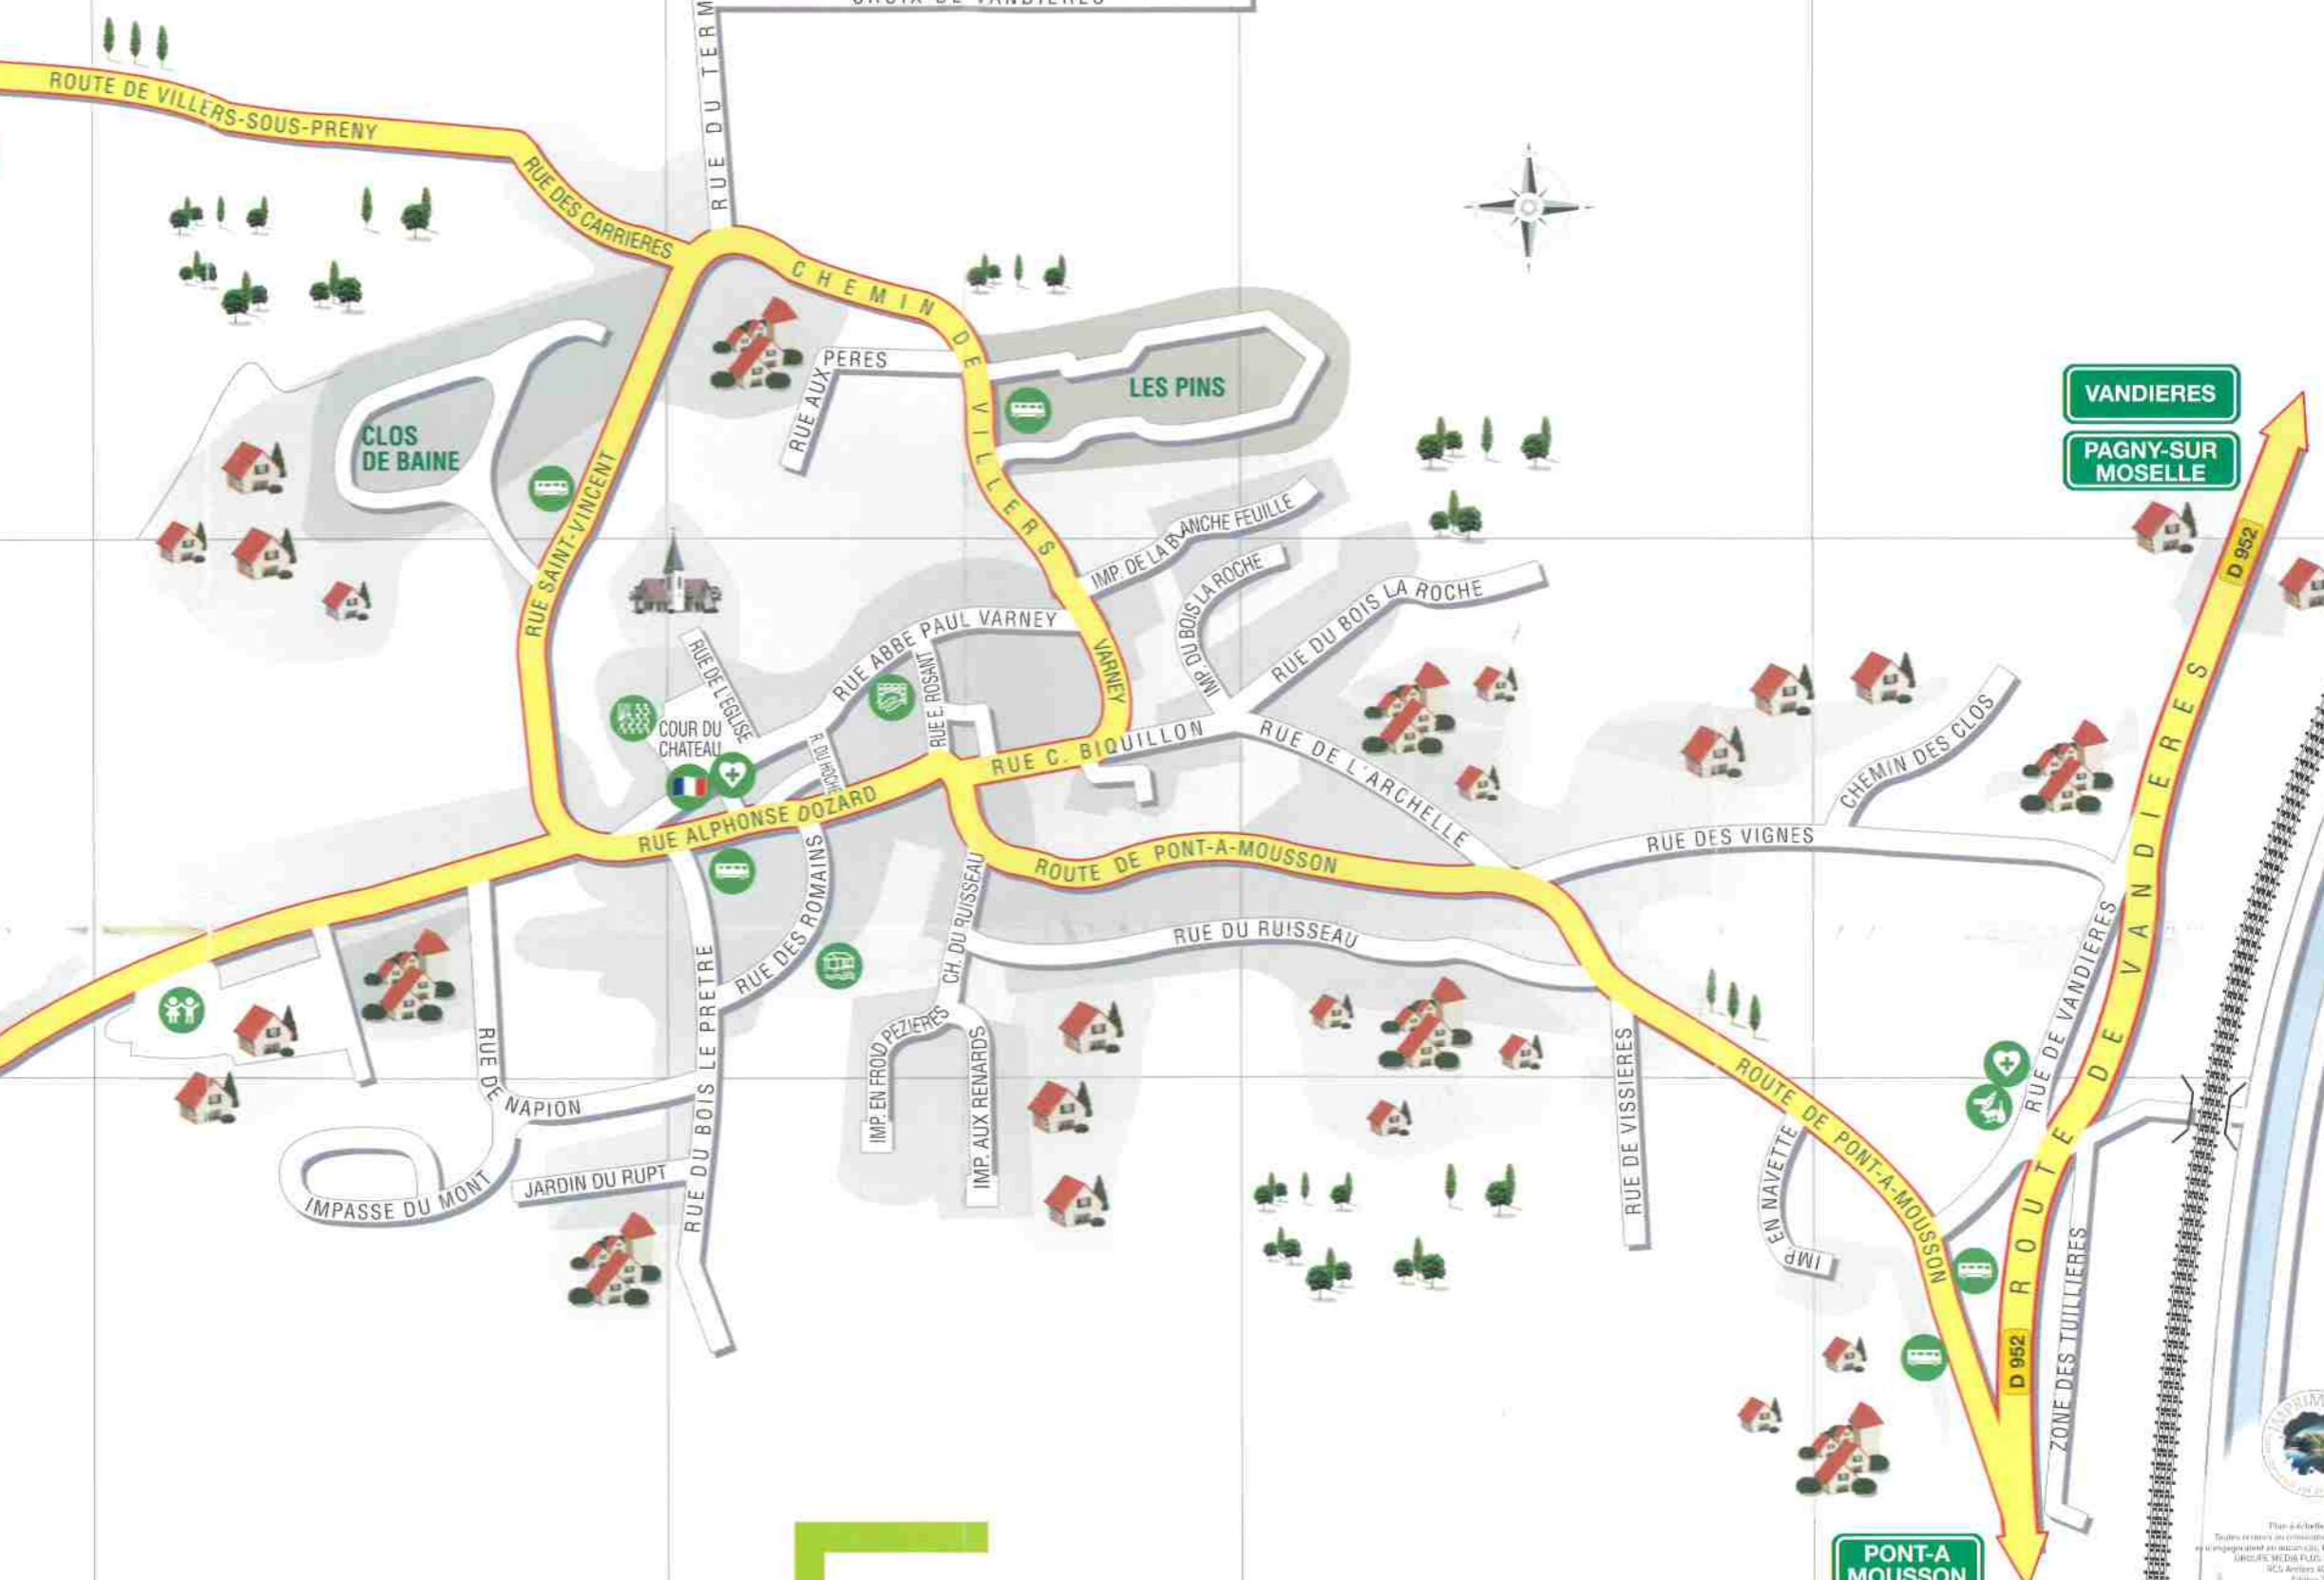 ROUTE DE VILLERS-SOUS-PRENY
RUE DES CARRIERES
RUE DU TERM
CROIX DE VANDIERES
CHEMIN DE VILLERS
RUE AUX PERES
LES PINS
CLOS
DE BAINE
RUE SAINT-VINCENT
VANDIERES
PAGNY-SUR
MOSELLE
D 952
IMP. DE LA BLANCHE FEUILLE
IMP. DU BOIS LA ROCHE
RUE DU BOIS LA ROCHE
RUE ABBE PAUL VARNEY
VARNEY
RUE E. ROSANT
RUE DE L'EGLISE
COUR DU
CHATEAU
R. DU HOCHE
RUE ALPHONSE DOZARD
RUE C. BIQUILLON
RUE DE L'ARCHELLE
ROUTE DE PONT-A-MOUSSON
RUE DES VIGNES
CHEMIN DES CLOS
ROUTE DE VANDIERES
RUE DE VANDIERES
RUE DES ROMAINS
CH. DU RUISSEAU
RUE DU RUISSEAU
RUE DE NAPION
RUE DU BOIS LE PRETRE
IMP. EN FROID PEZIERES
IMP. AUX RENARDS
RUE DE VISSIERES
ROUTE DE PONT-A-MOUSSON
IMP. EN NAVETTE
IMPASSE DU MONT
JARDIN DU RUPT
ZONE DES TUILLIERES
D 952
PONT-A
MOUSSON